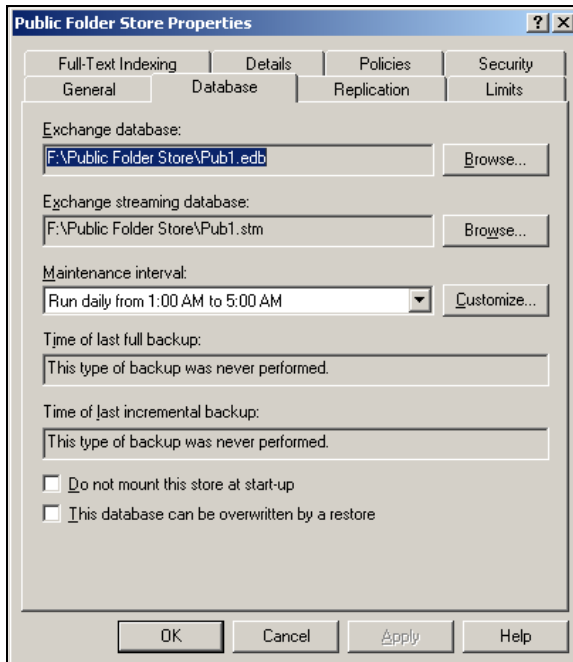 Public Folder Store Properties
Full-Text Indexing Details Policies Security
General Database Replication Limits
Exchange database:
F:\Public Folder Store\Pub1.edb Browse...
Exchange streaming database:
F:\Public Folder Store\Pub1.stm Browse...
Maintenance interval:
Run daily from 1:00 AM to 5:00 AM Customize...
Time of last full backup:
This type of backup was never performed.
Time of last incremental backup:
This type of backup was never performed.
Do not mount this store at start-up
This database can be overwritten by a restore
OK Cancel Apply Help